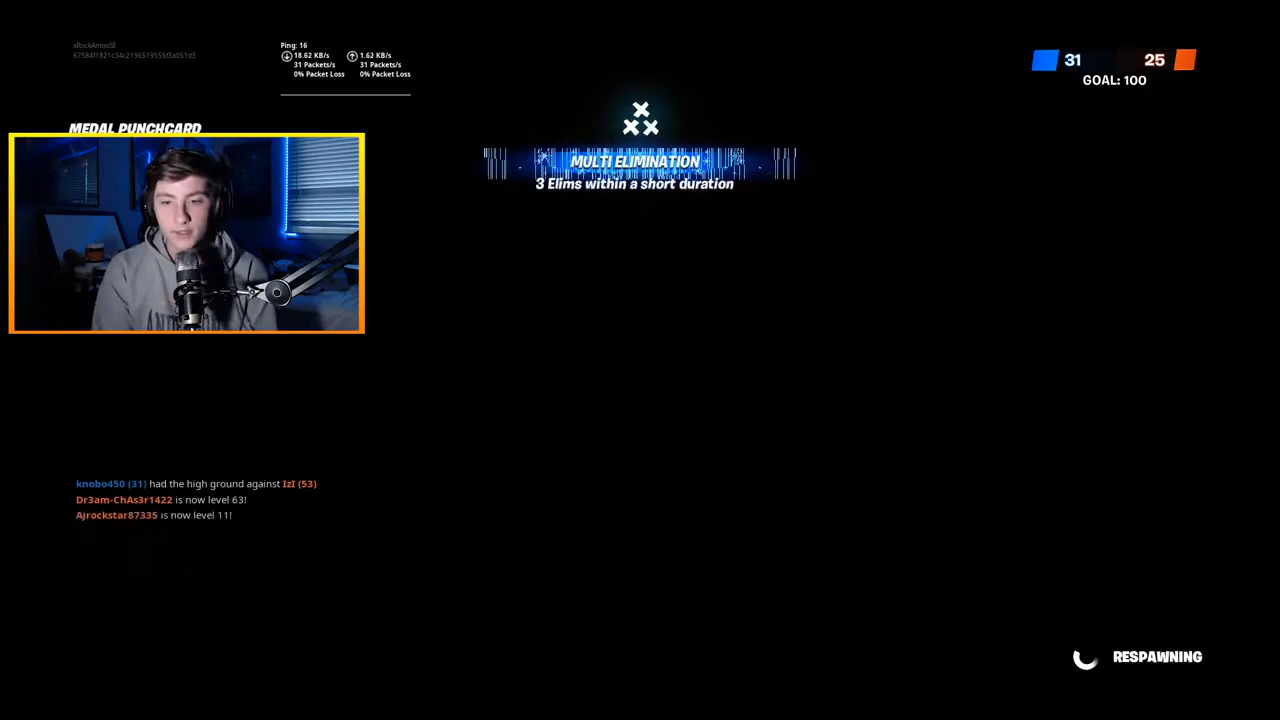 xRockAmooSE
Ping: 16
18.62 KB/s
1.62 KB/s
31 Packets/s
31 Packets/s
0% Packet Loss
0% Packet Loss
31
25
GOAL: 100
MEDAL PUNCHCARD
MULTI ELIMINATION
3 Elims within a short duration
knobo450 (31) had the high ground against IzI (53)
Dr3am-ChAs3r1422 is now level 63!
Ajrockstar87335 is now level 11!
RESPAWNING